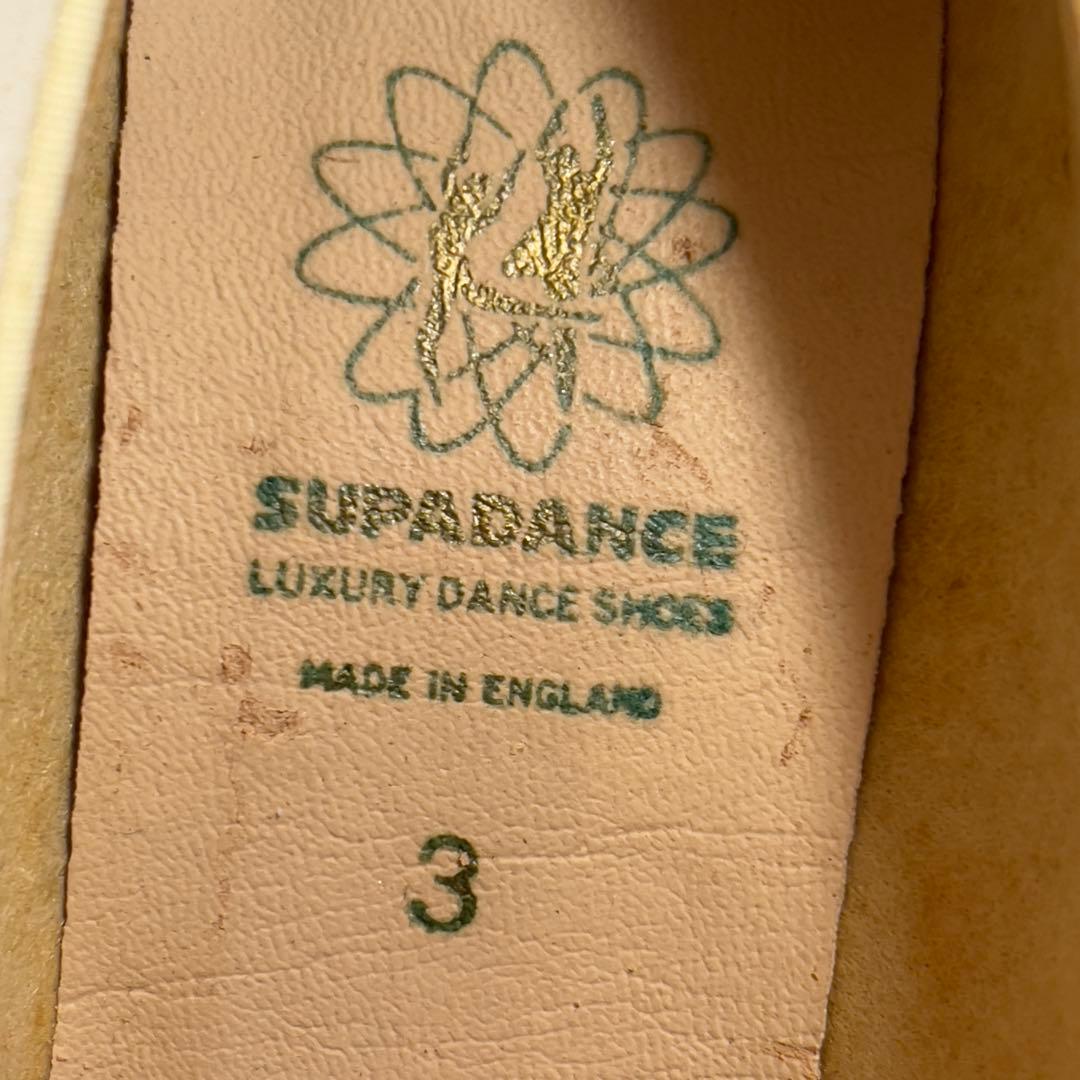 SUPADANCE
LUXURY DANCE SHOES
MADE IN ENGLAND
3